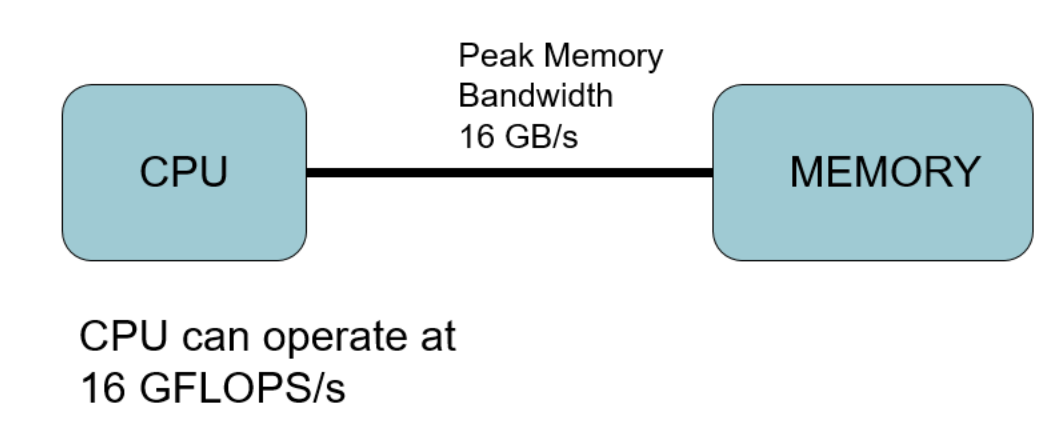 Peak Memory
Bandwidth
16 GB/s
CPU
MEMORY
CPU can operate at
16 GFLOPS/s